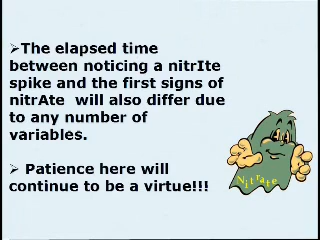 ➢The elapsed time
between noticing a nitrIte
spike and the first signs of
nitrAte will also differ due
to any number of
variables.
➢ Patience here will
continue to be a virtue!!!
Nitrate